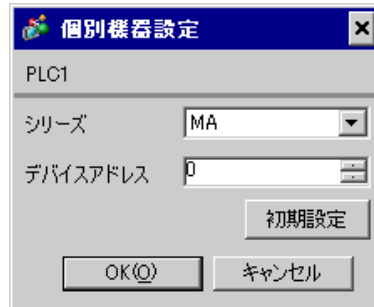 個別機器設定
PLC1
シリーズ MA
デバイスアドレス 0
初期設定
OK(O) キャンセル